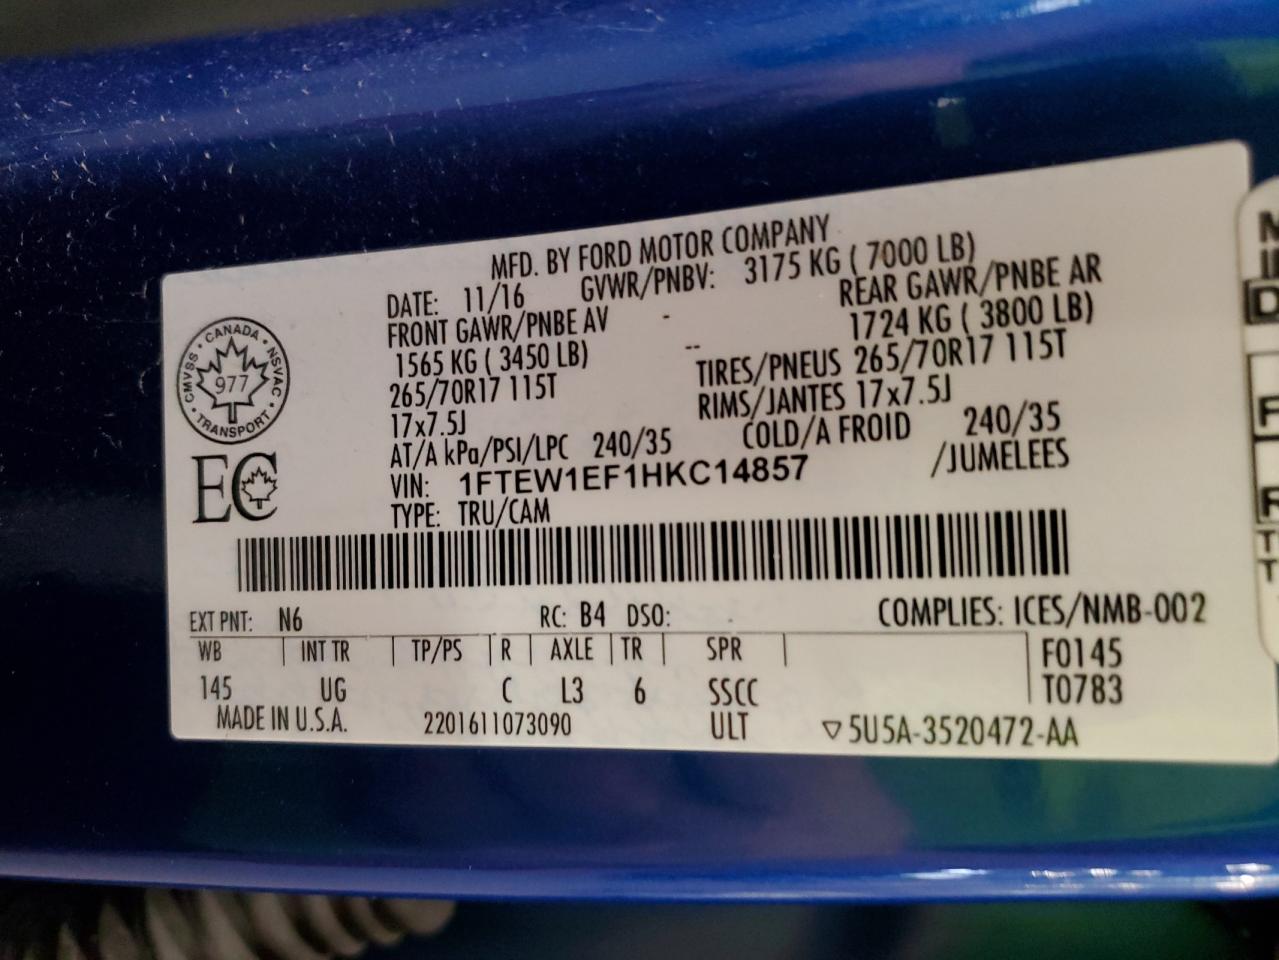 MFD. BY FORD MOTOR COMPANY
DATE: 11/16 GVWR/PNBV: 3175 KG ( 7000 LB)
FRONT GAWR/PNBE AV - REAR GAWR/PNBE AR
1565 KG ( 3450 LB) -- 1724 KG ( 3800 LB)
265/70R17 115T TIRES/PNEUS 265/70R17 115T
17x7.5J RIMS/JANTES 17x7.5J
AT/A kPa/PSI/LPC 240/35 COLD/A FROID 240/35
VIN: 1FTEW1EF1HKC14857 /JUMELEES
TYPE: TRU/CAM
CMVSS • CANADA • NSVAC • TRANSPORT •
977
EC
EXT PNT: N6 RC: B4 DSO: COMPLIES: ICES/NMB-002
WB | INT TR | TP/PS | R | AXLE | TR | SPR | F0145
145 UG C L3 6 SSCC T0783
MADE IN U.S.A. 2201611073090 ULT ▽5U5A-3520472-AA